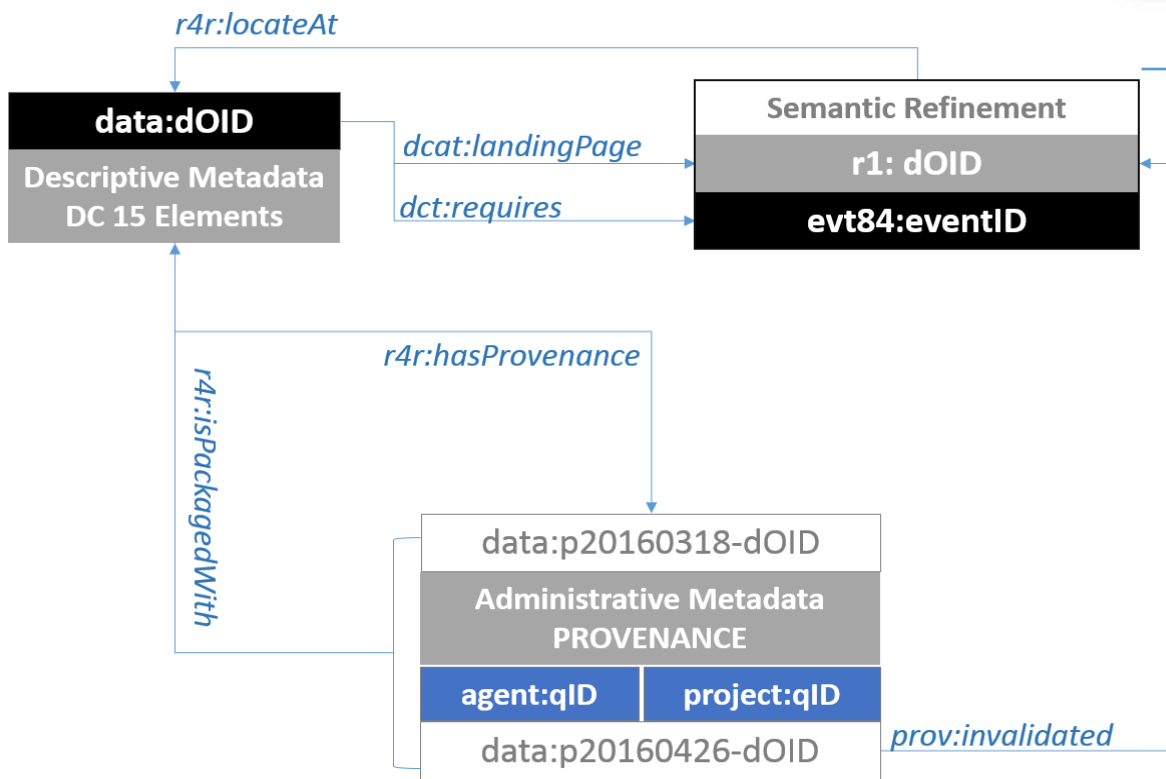 r4r:locateAt
data:dOID
Descriptive Metadata
DC 15 Elements
dcat:landingPage
dct:requires
Semantic Refinement
r1: dOID
evt84:eventID
r4r:hasProvenance
r4r:isPackagedWith
data:p20160318-dOID
Administrative Metadata
PROVENANCE
agent:qID
project:qID
data:p20160426-dOID
prov:invalidated